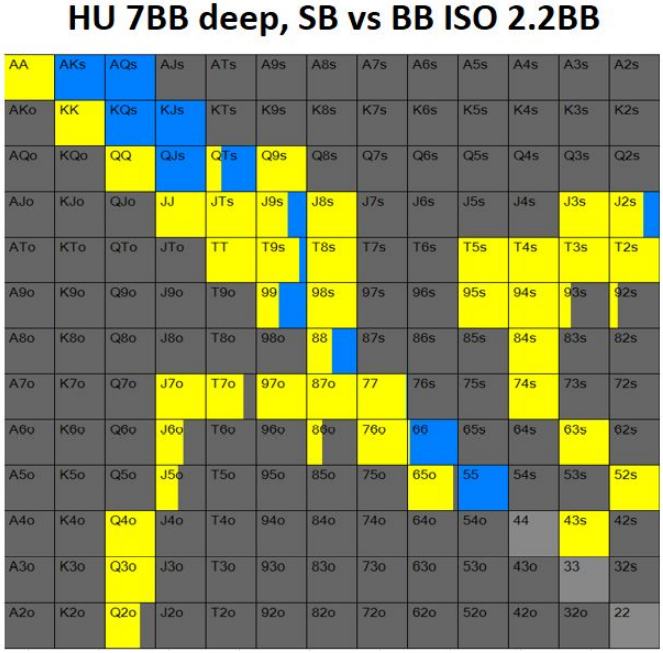 HU 7BB deep, SB vs BB ISO 2.2BB
AA AKs AQs AJs ATs A9s A8s A7s A6s A5s A4s A3s A2s
AKo KK KQs KJs KTs K9s K8s K7s K6s K5s K4s K3s K2s
AQo KQo QQ QJs QTs Q9s Q8s Q7s Q6s Q5s Q4s Q3s Q2s
AJo KJo QJo JJ JTs J9s J8s J7s J6s J5s J4s J3s J2s
ATo KTo QTo JTo TT T9s T8s T7s T6s T5s T4s T3s T2s
A9o K9o Q9o J9o T9o 99 98s 97s 96s 95s 94s 93s 92s
A8o K8o Q8o J8o T8o 98o 88 87s 86s 85s 84s 83s 82s
A7o K7o Q7o J7o T7o 97o 87o 77 76s 75s 74s 73s 72s
A6o K6o Q6o J6o T6o 96o 86o 76o 66 65s 64s 63s 62s
A5o K5o Q5o J5o T5o 95o 85o 75o 65o 55 54s 53s 52s
A4o K4o Q4o J4o T4o 94o 84o 74o 64o 54o 44 43s 42s
A3o K3o Q3o J3o T3o 93o 83o 73o 63o 53o 43o 33 32s
A2o K2o Q2o J2o T2o 92o 82o 72o 62o 52o 42o 32o 22